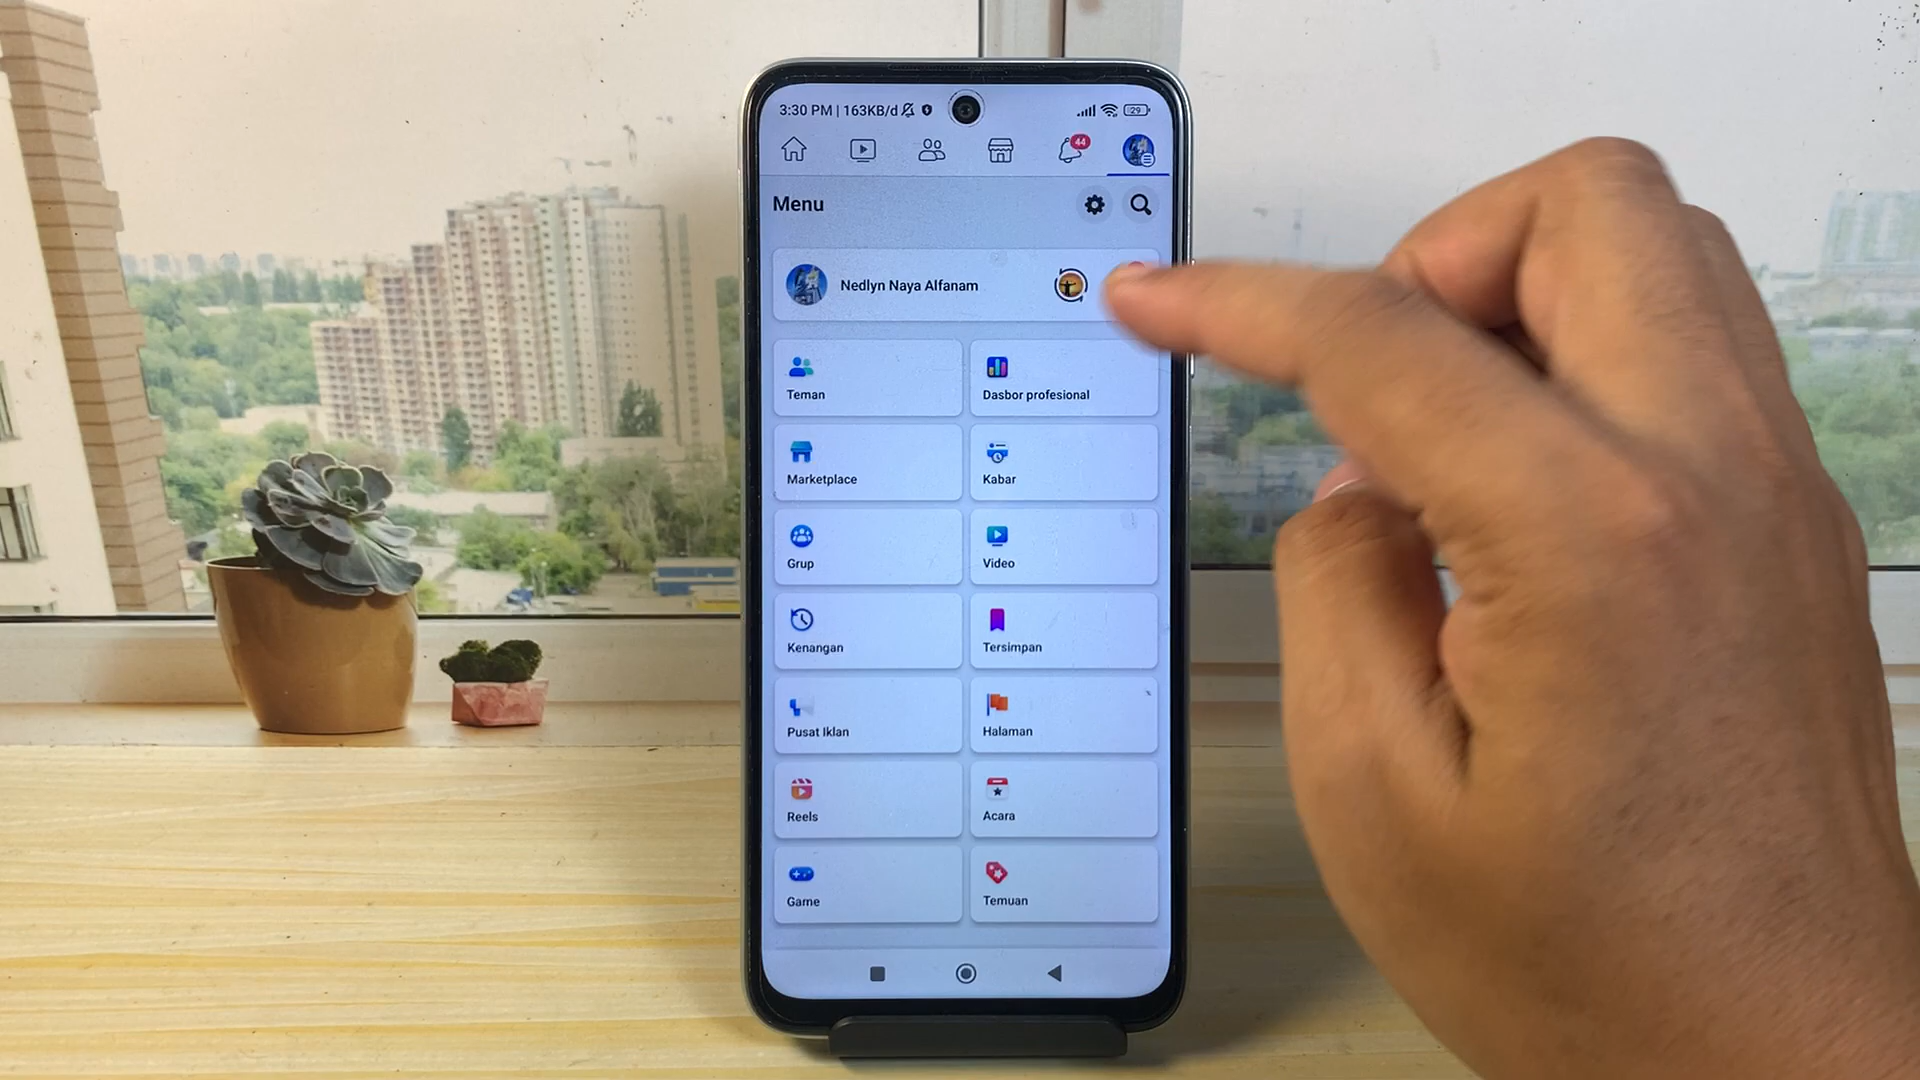 3:30 PM | 163KB/d
29
44
Menu
Nedlyn Naya Alfanam
Teman
Dasbor profesional
Marketplace
Kabar
Grup
Video
Kenangan
Tersimpan
Pusat Iklan
Halaman
Reels
Acara
Game
Temuan